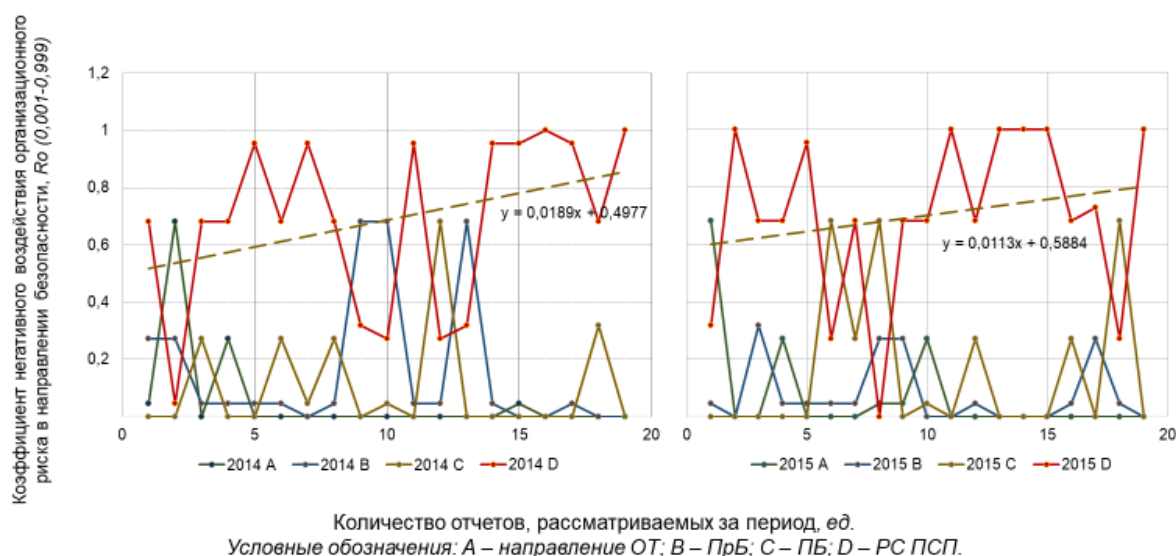 Коэффициент негативного воздействия организационного
риска в направлении безопасности, Ro (0,001-0,999)
1,2
1
0,8
0,6
0,4
0,2
y = 0,0189x + 0,4977
y = 0,0113x + 0,5884
0 5 10 15 20
0 5 10 15 20
2014 A 2014 B 2014 C 2014 D
2015 A 2015 B 2015 C 2015 D
Количество отчетов, рассматриваемых за период, ед.
Условные обозначения: A – направление ОТ; B – ПрБ; C – ПБ; D – РС ПСП.